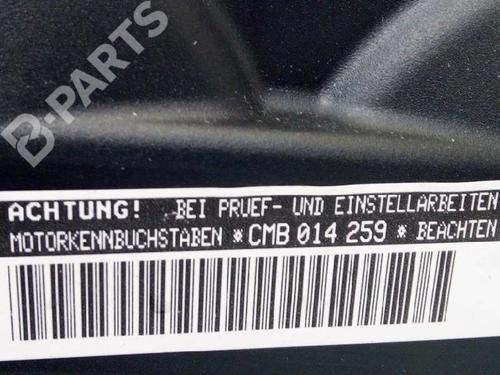 B-PARTS
ACHTUNG! BEI PRUEF- UND EINSTELLARBEITEN
MOTORKENNBUCHSTABEN * CMB 014 259 * BEACHTEN